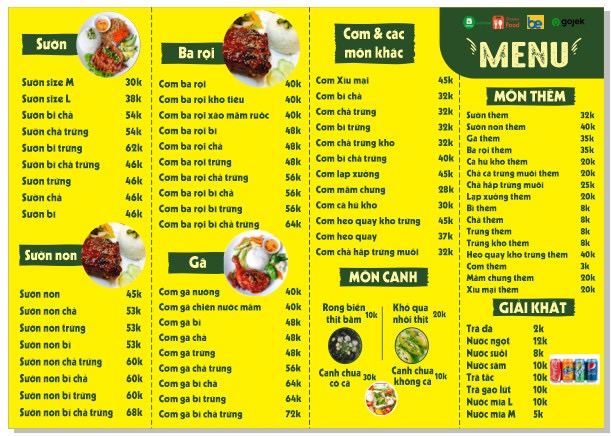 Sườn
Sườn size M 30k
Sườn size L 38k
Sườn bì chả 54k
Sườn chả trứng 54k
Sườn bì trứng 62k
Sườn bì chả trứng 46k
Sườn trứng 46k
Sườn chả 46k
Sườn bì 46k
Sườn non
Sườn non 45k
Sườn non chả 53k
Sườn non trứng 53k
Sườn non bì 53k
Sườn non chả trứng 60k
Sườn non bì chả 60k
Sườn non bì trứng 60k
Sườn non bì chả trứng 68k
Ba rọi
Cơm ba rọi 40k
Cơm ba rọi kho tiêu 40k
Cơm ba rọi xào mắm ruốc 40k
Cơm ba rọi bì 48k
Cơm ba rọi chả 48k
Cơm ba rọi trứng 48k
Cơm ba rọi chả trứng 56k
Cơm ba rọi bì chả 56k
Cơm ba rọi bì trứng 56k
Cơm ba rọi bì chả trứng 64k
Gà
Cơm gà nướng 40k
Cơm gà chiên nước mắm 40k
Cơm gà bì 48k
Cơm gà chả 48k
Cơm gà trứng 48k
Cơm gà chả trứng 56k
Cơm gà bì chả 64k
Cơm gà bì trứng 64k
Cơm gà bì chả trứng 72k
Cơm & các
món khác
Cơm Xíu mại 45k
Cơm bì chả 32k
Cơm chả trứng 32k
Cơm bì trứng 32k
Cơm chả trứng kho 32k
Cơm bì chả trứng 40k
Cơm lạp xưởng 45k
Cơm mắm chưng 28k
Cơm cá hú kho 30k
Cơm heo quay kho trứng 45k
Cơm heo quay 37k
Cơm chả hấp trứng muối 32k
MÓN CANH
Rong biển
thịt bằm 10k
Khổ qua
nhồi thịt 20k
Canh chua
có cá 30k
Canh chua
không cá 10k
Food
be
gojek
MENU
MÓN THÊM
Sườn thêm 32k
Sườn non thêm 40k
Gà thêm 35k
Ba rọi thêm 35k
Cá hú kho thêm 20k
Chả cá trứng muối thêm 20k
Chả hấp trứng muối 25k
Lạp xưởng thêm 20k
Bì thêm 8k
Chả thêm 8k
Trứng thêm 8k
Trứng kho thêm 8k
Heo quay kho trứng thêm 40k
Cơm thêm 3k
Mắm chưng thêm 20k
Xíu mại thêm 20k
GIẢI KHÁT
Trà đá 2k
Nước ngọt 12k
Nước suối 8k
Nước sâm 10k
Trà tắc 10k
Trà gạo lứt 10k
Nước mía L 10k
Nước mía M 5k